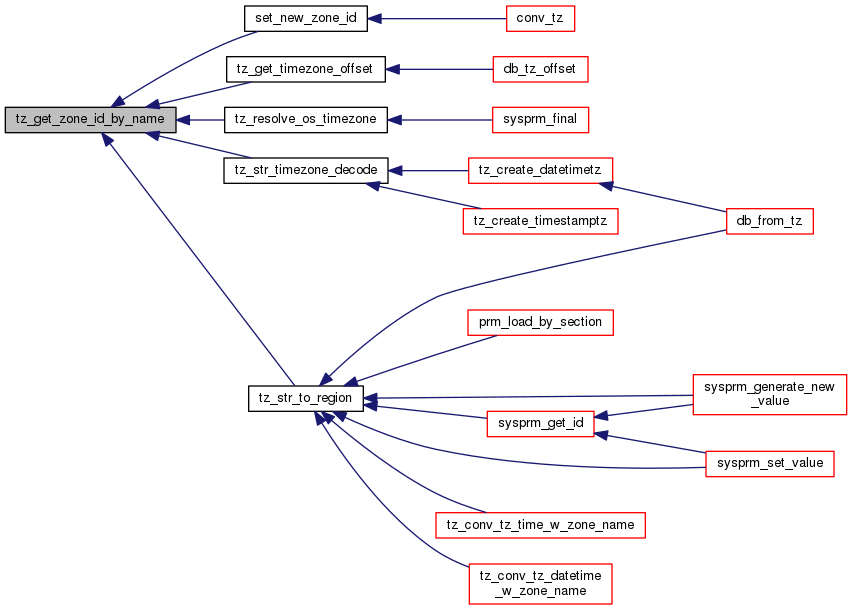 set_new_zone_id
conv_tz
tz_get_timezone_offset
db_tz_offset
tz_get_zone_id_by_name
tz_resolve_os_timezone
sysprm_final
tz_str_timezone_decode
tz_create_datetimetz
tz_create_timestamptz
db_from_tz
prm_load_by_section
tz_str_to_region
sysprm_generate_new
_value
sysprm_get_id
sysprm_set_value
tz_conv_tz_time_w_zone_name
tz_conv_tz_datetime
_w_zone_name